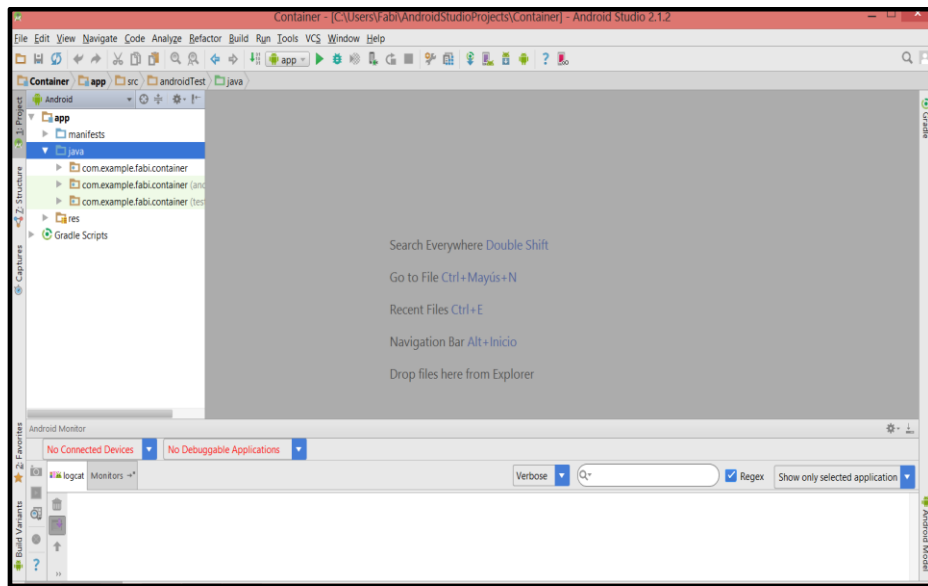 Container - [C:\Users\Fabi\AndroidStudioProjects\Container] - Android Studio 2.1.2
File Edit View Navigate Code Analyze Refactor Build Run Tools VCS Window Help
app
Container app src androidTest java
1: Project
Android
Gradle
app
manifests
java
com.example.fabi.container
com.example.fabi.container (and
com.example.fabi.container (test
res
Gradle Scripts
Z: Structure
Captures
Search Everywhere Double Shift
Go to File Ctrl+Mayús+N
Recent Files Ctrl+E
Navigation Bar Alt+Inicio
Drop files here from Explorer
Android Monitor
2: Favorites
No Connected Devices No Debuggable Applications
logcat Monitors
Verbose Regex Show only selected application
Build Variants
Android Model